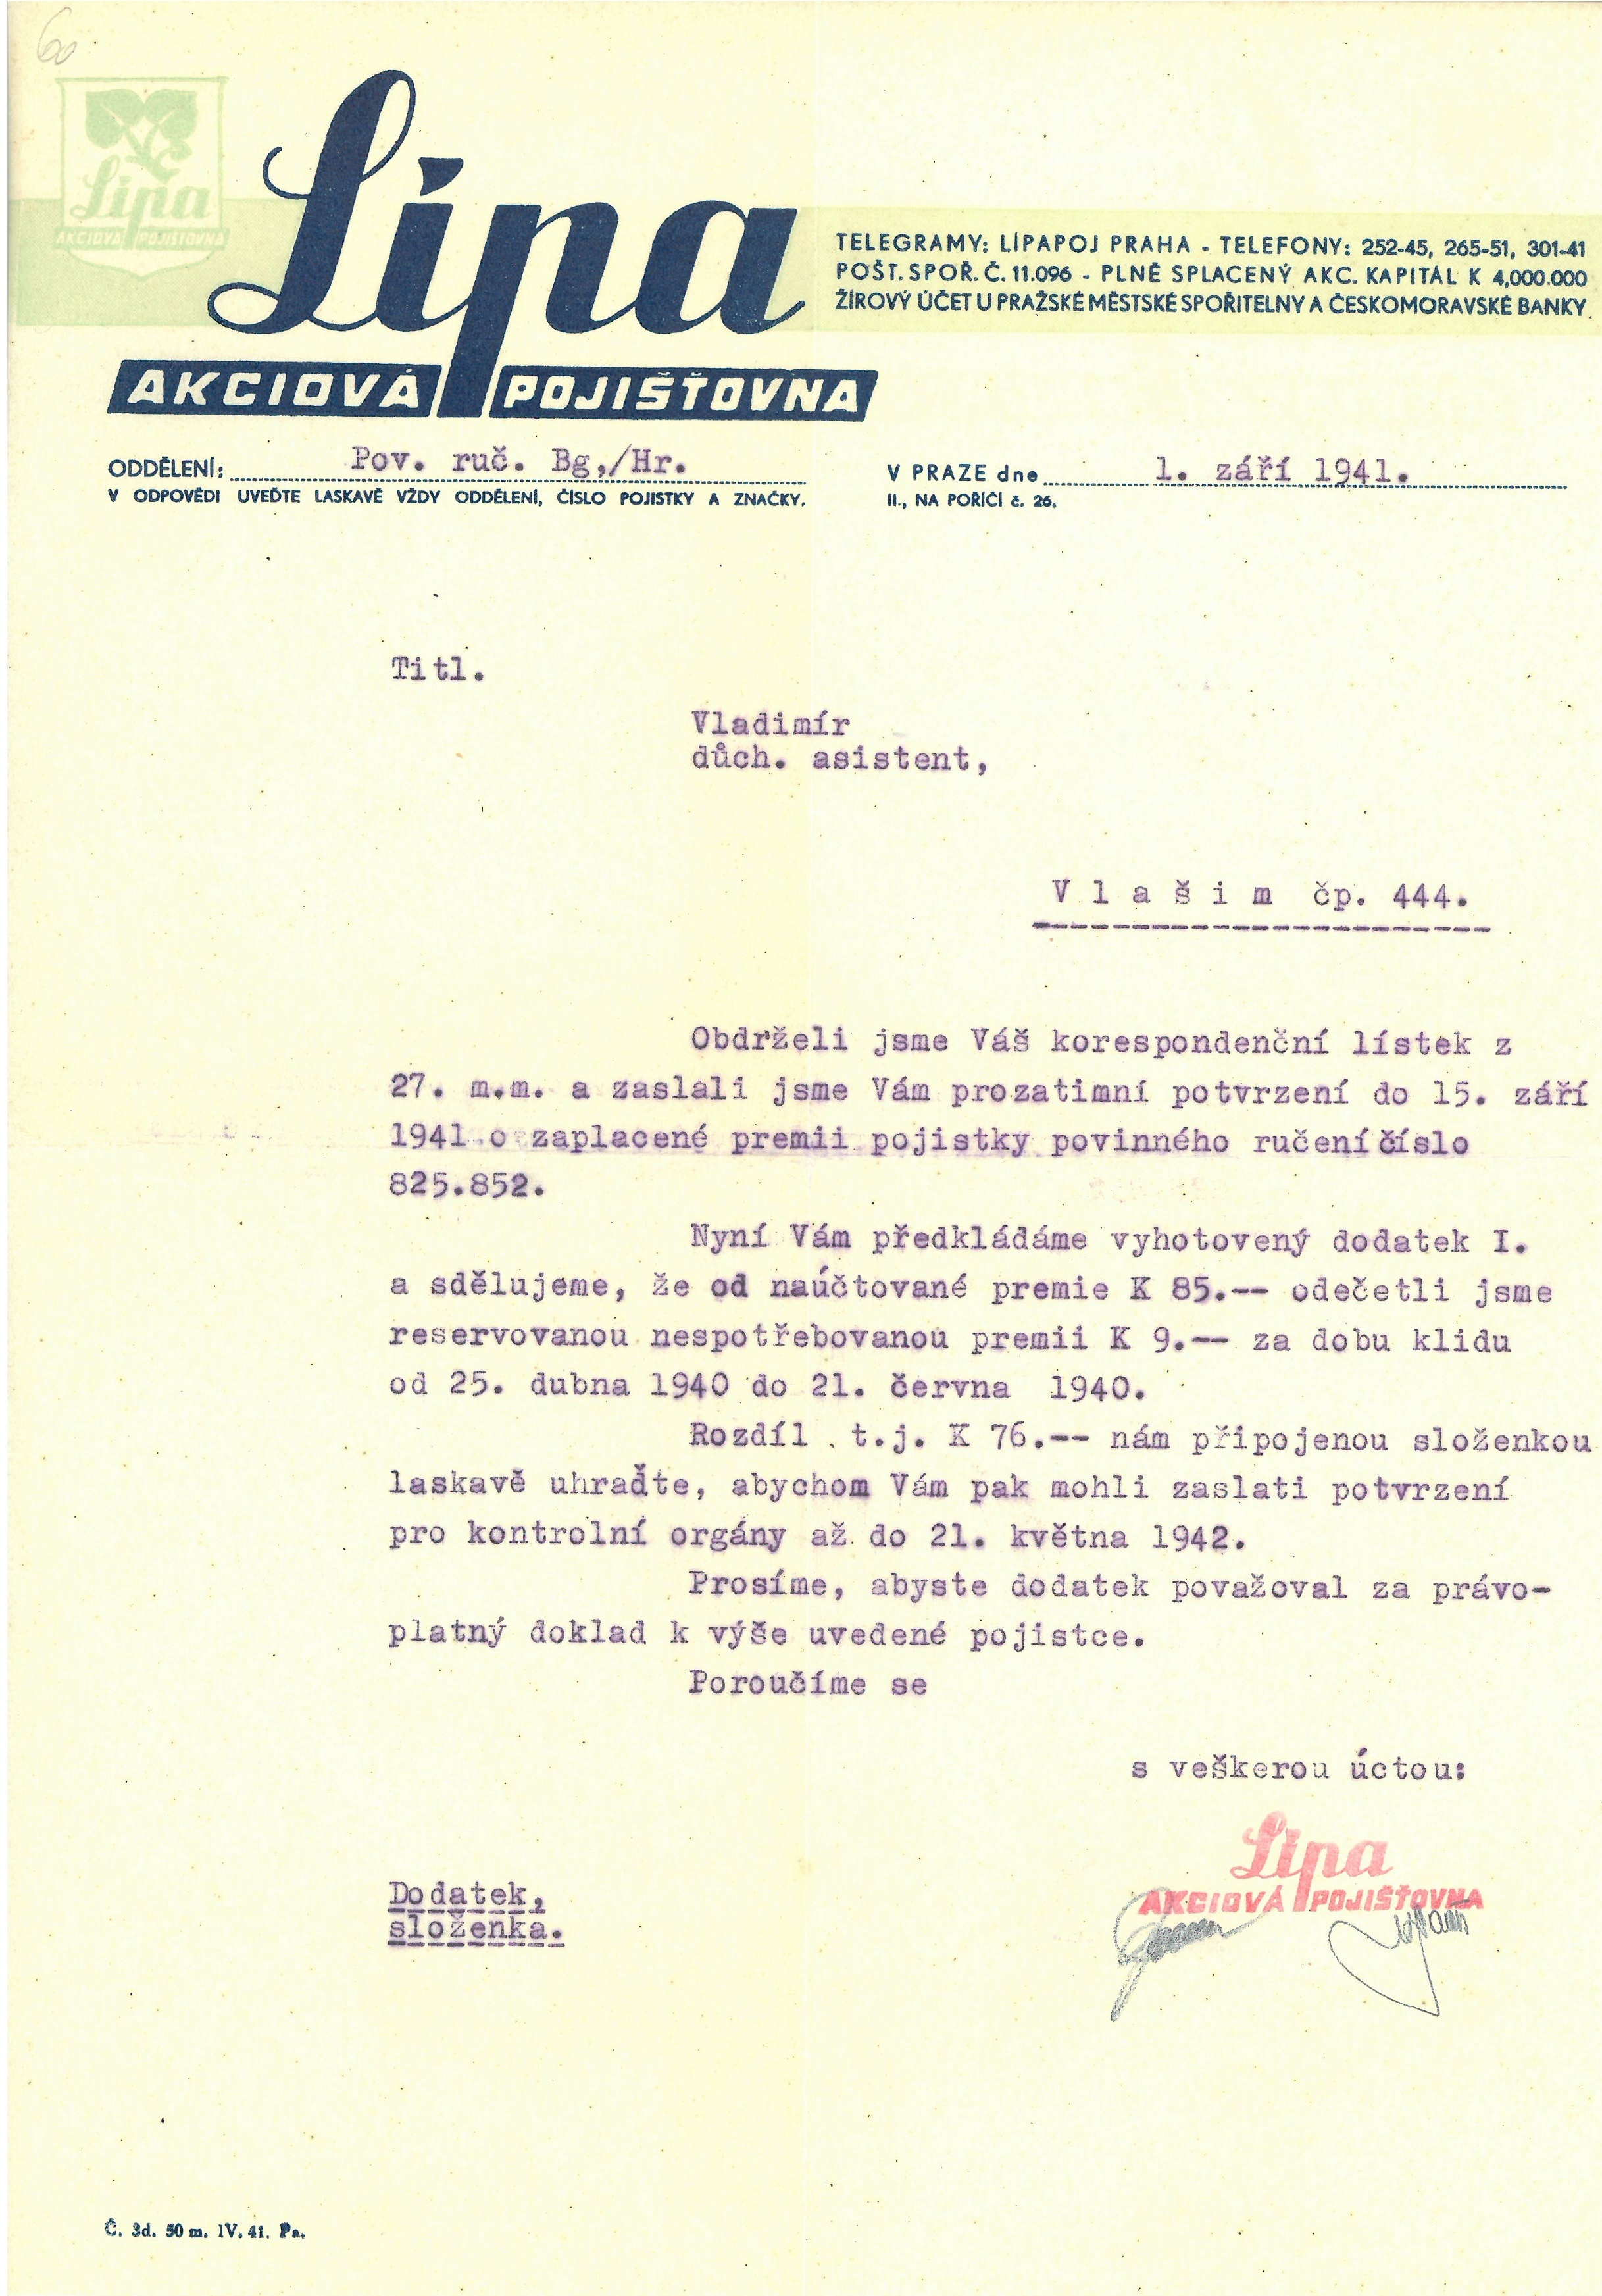 60
Lípa
AKCIOVÁ POJIŠŤOVNA
Lípa
AKCIOVÁ POJIŠŤOVNA
TELEGRAMY: LÍPAPOJ PRAHA - TELEFONY: 252-45, 265-51, 301-41
POŠT. SPOŘ. Č. 11.096 - PLNĚ SPLACENÝ AKC. KAPITÁL K 4,000.000
ŽIROVÝ ÚČET U PRAŽSKÉ MĚSTSKÉ SPOŘITELNY A ČESKOMORAVSKÉ BANKY
ODDĚLENÍ: Pov. ruč. Bg,/Hr.
V PRAZE dne 1. září 1941.
V ODPOVĚDI UVEĎTE LASKAVĚ VŽDY ODDĚLENÍ, ČÍSLO POJISTKY A ZNAČKY.
II., NA POŘÍČÍ č. 26.
Titl.
Vladimír
důch. asistent,
V l a š i m čp. 444.
Obdrželi jsme Váš korespondenční lístek z
27. m.m. a zaslali jsme Vám prozatimní potvrzení do 15. září
1941 o zaplacené premii pojistky povinného ručení číslo
825.852.
Nyní Vám předkládáme vyhotovený dodatek I.
a sdělujeme, že od naúčtované premie K 85.-- odečetli jsme
reservovanou nespotřebovanou premii K 9.-- za dobu klidu
od 25. dubna 1940 do 21. června 1940.
Rozdíl t.j. K 76.-- nám připojenou složenkou
laskavě uhraďte, abychom Vám pak mohli zaslati potvrzení
pro kontrolní orgány až do 21. května 1942.
Prosíme, abyste dodatek považoval za právo-
platný doklad k výše uvedené pojistce.
Poroučíme se
s veškerou úctou:
Lípa
AKCIOVÁ POJIŠŤOVNA
Dodatek,
složenka.
Č. 3d. 50 m. IV. 41. Pa.